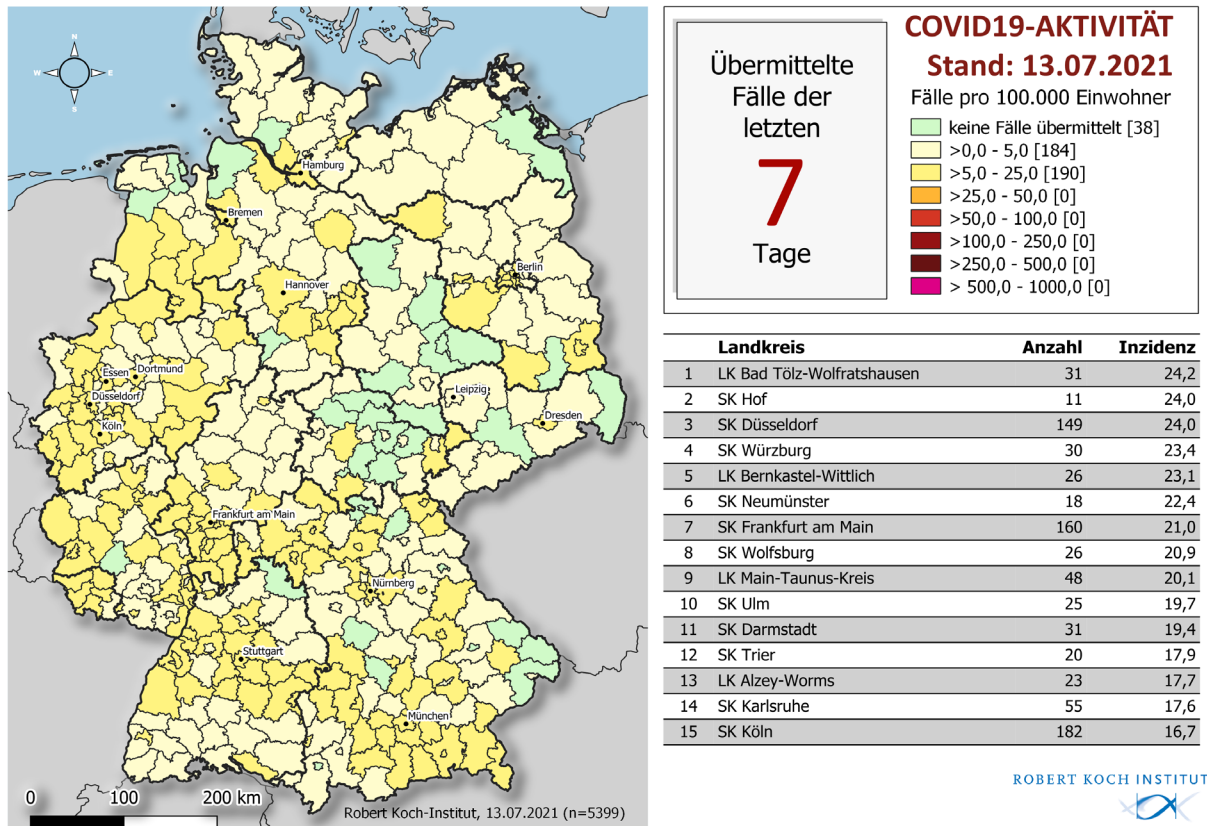 N
W E
S
Hamburg
Bremen
Berlin
Hannover
Essen
Dortmund
Düsseldorf
Köln
Leipzig
Dresden
Frankfurt am Main
Nürnberg
Stuttgart
München
0 100 200 km
Robert Koch-Institut, 13.07.2021 (n=5399)
Übermittelte
Fälle der
letzten
7
Tage
COVID19-AKTIVITÄT
Stand: 13.07.2021
Fälle pro 100.000 Einwohner
keine Fälle übermittelt [38]
>0,0 - 5,0 [184]
>5,0 - 25,0 [190]
>25,0 - 50,0 [0]
>50,0 - 100,0 [0]
>100,0 - 250,0 [0]
>250,0 - 500,0 [0]
> 500,0 - 1000,0 [0]
Landkreis Anzahl Inzidenz
1 LK Bad Tölz-Wolfratshausen 31 24,2
2 SK Hof 11 24,0
3 SK Düsseldorf 149 24,0
4 SK Würzburg 30 23,4
5 LK Bernkastel-Wittlich 26 23,1
6 SK Neumünster 18 22,4
7 SK Frankfurt am Main 160 21,0
8 SK Wolfsburg 26 20,9
9 LK Main-Taunus-Kreis 48 20,1
10 SK Ulm 25 19,7
11 SK Darmstadt 31 19,4
12 SK Trier 20 17,9
13 LK Alzey-Worms 23 17,7
14 SK Karlsruhe 55 17,6
15 SK Köln 182 16,7
ROBERT KOCH INSTITUT